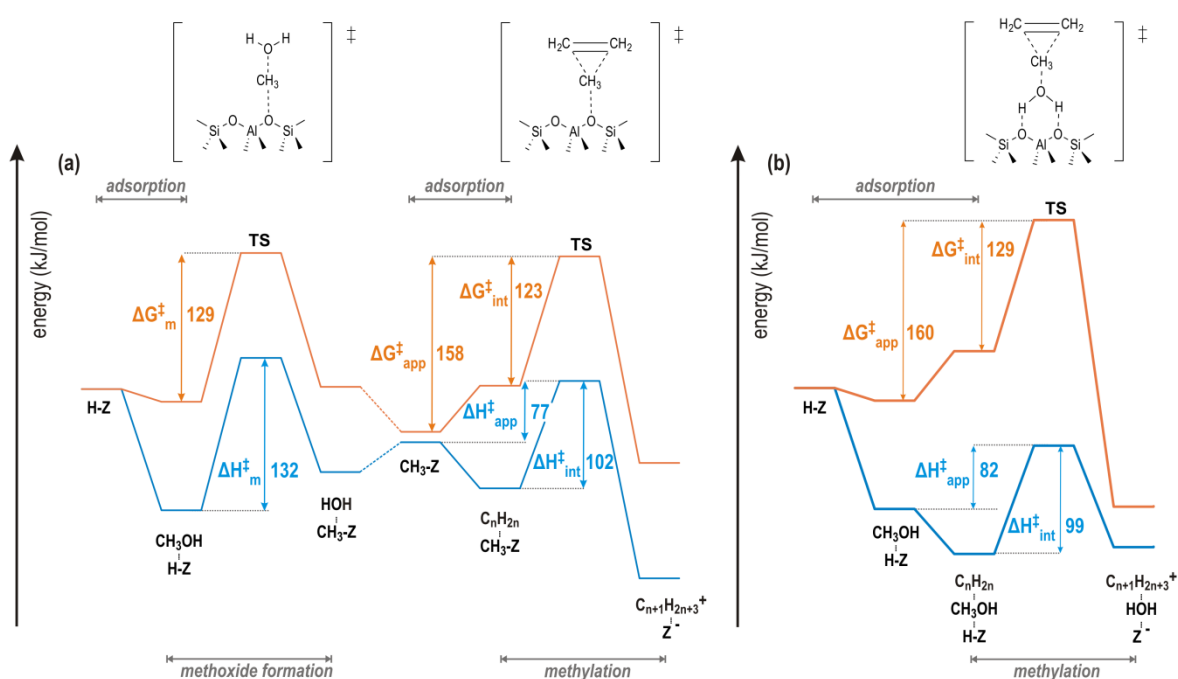 H H ‡
O
CH₃
O O
Si Al Si
H₂C CH₂ ‡
CH₃
O O
Si Al Si
H₂C CH₂ ‡
CH₃
O
H H
O O
Si Al Si
(a)
energy (kJ/mol)
adsorption
adsorption
TS
TS
ΔG‡m 129
ΔG‡int 123
ΔG‡app 158
H-Z
ΔH‡app 77
ΔH‡m 132
CH₃-Z
ΔH‡int 102
HOH
CH₃-Z
CH₃OH
H-Z
CnH2n
CH₃-Z
Cn+1H2n+3⁺
Z⁻
methoxide formation
methylation
(b)
energy (kJ/mol)
adsorption
TS
ΔG‡int 129
ΔG‡app 160
H-Z
ΔH‡app 82
ΔH‡int 99
CH₃OH
H-Z
CnH2n
CH₃OH
H-Z
Cn+1H2n+3⁺
HOH
Z⁻
methylation